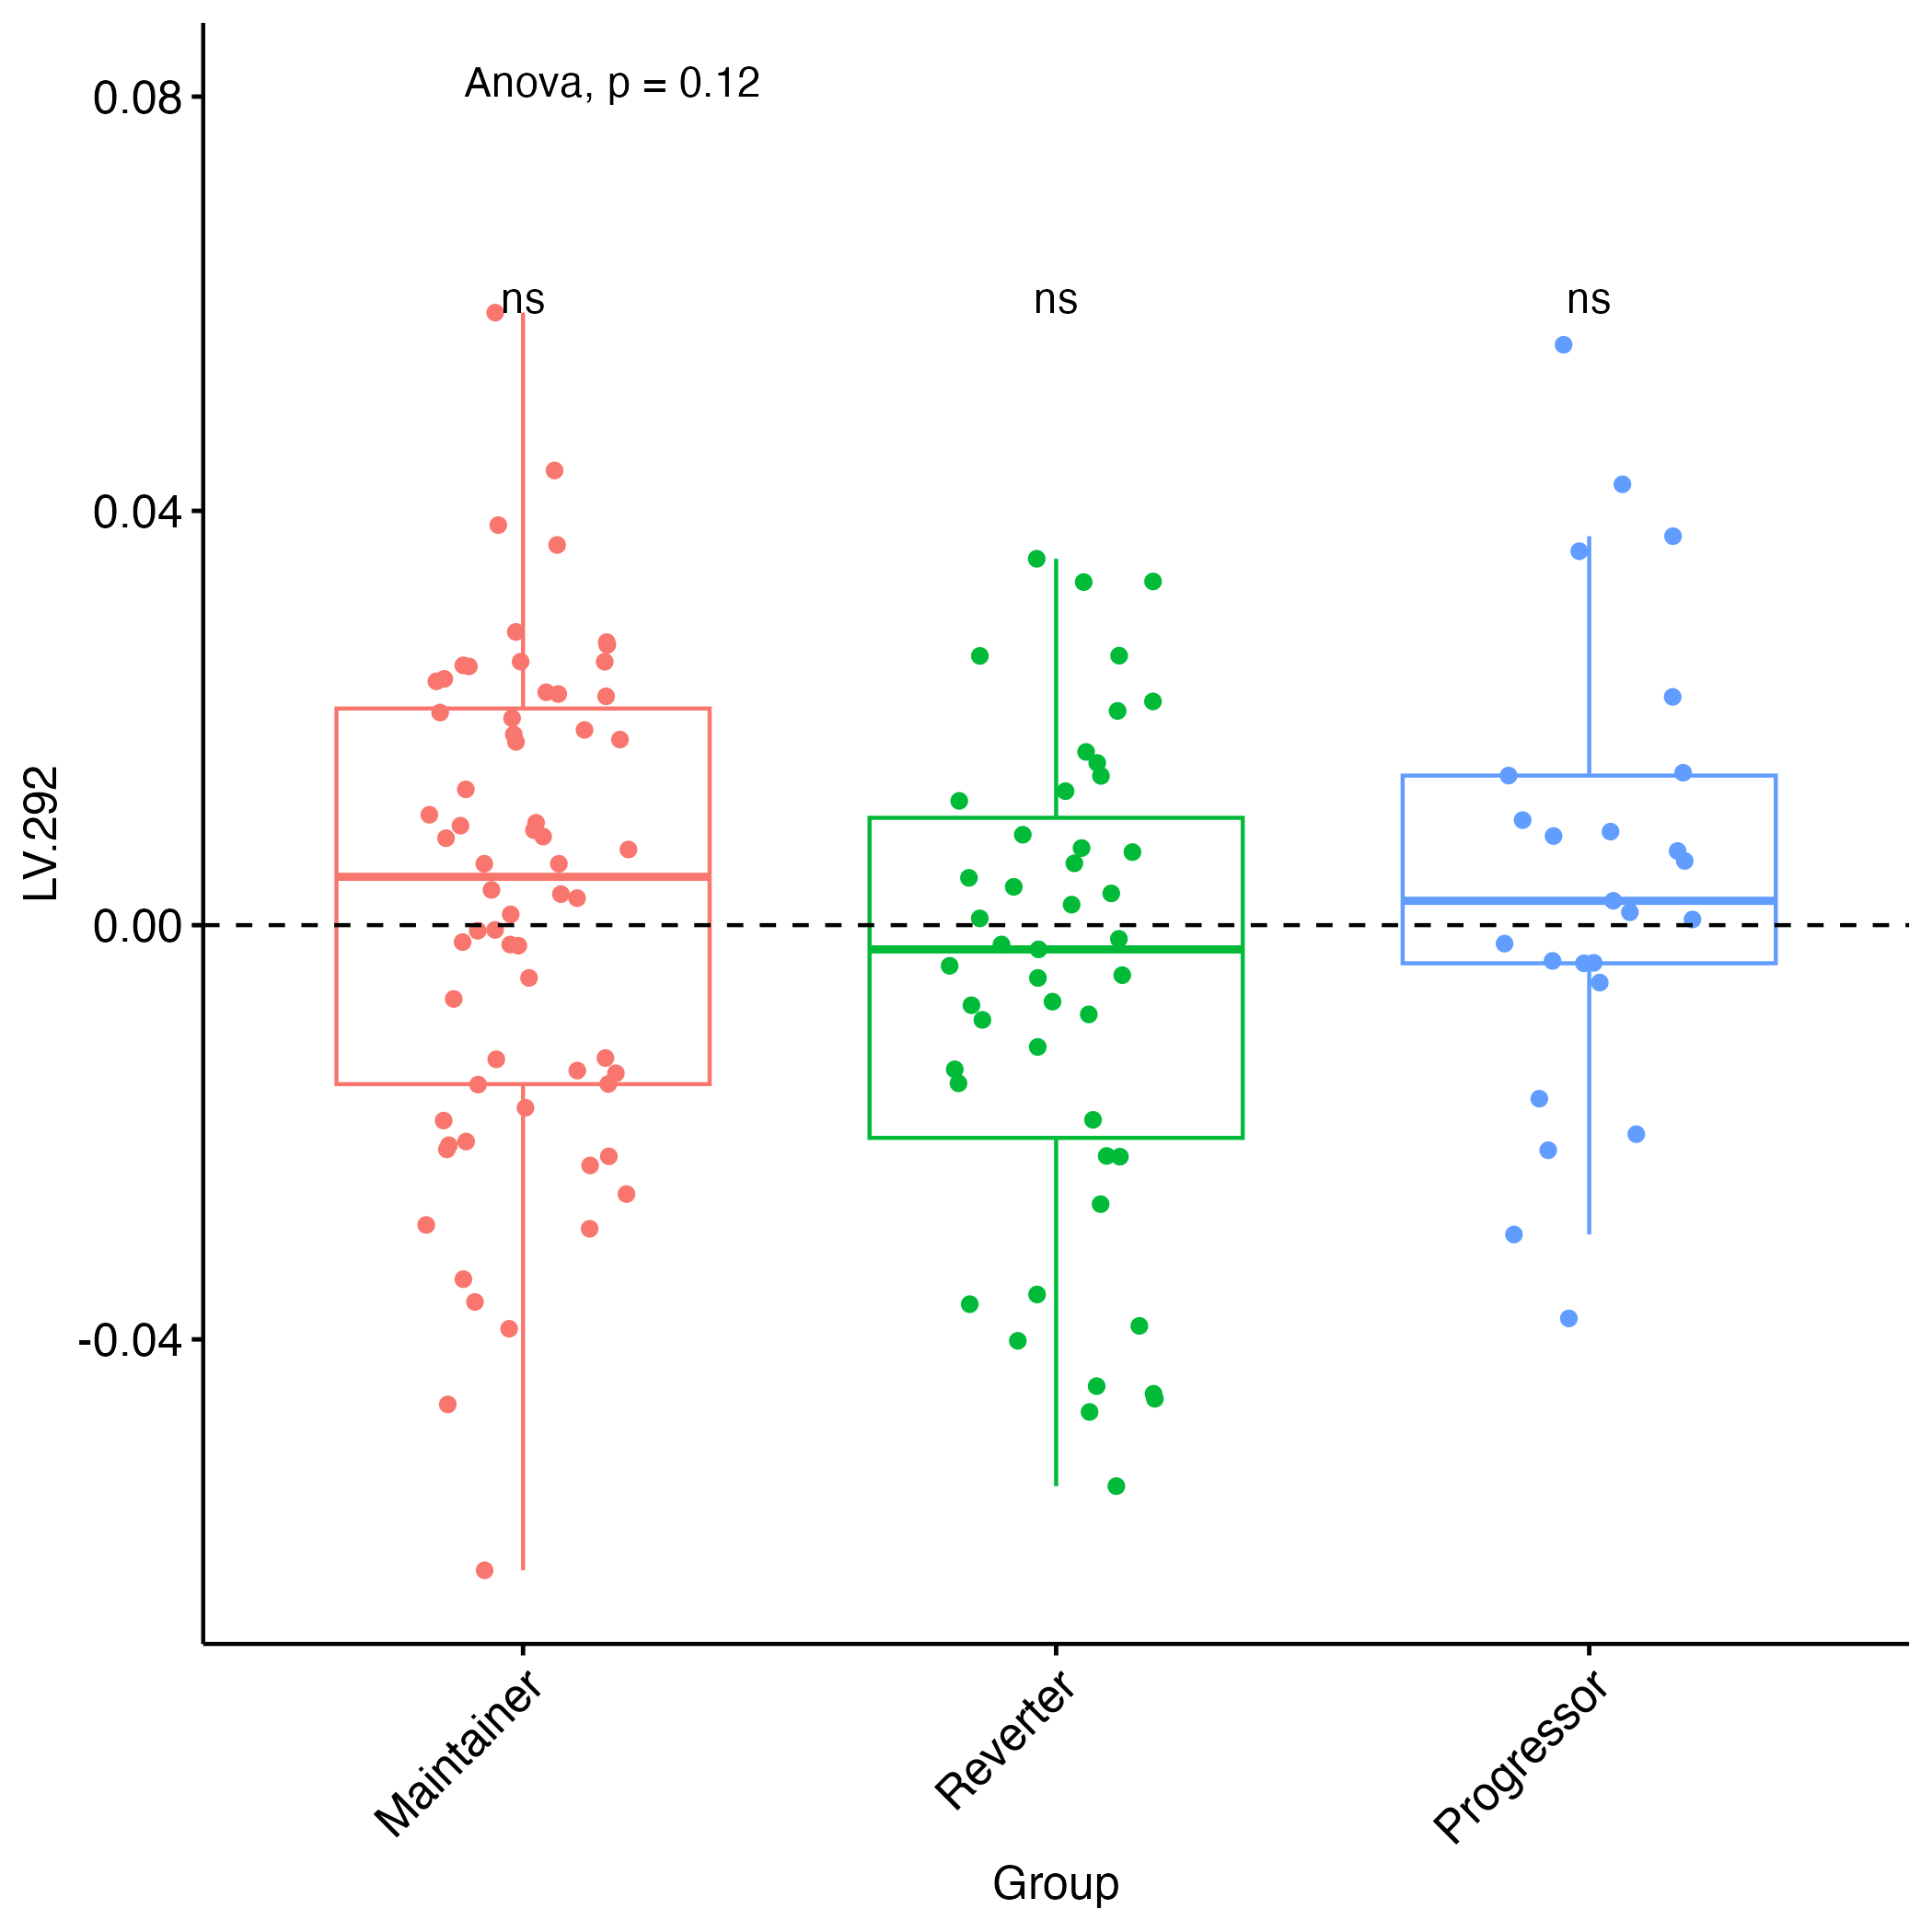 Anova, p = 0.12
0.08
0.04
0.00
-0.04
LV.292
ns
ns
ns
Maintainer
Reverter
Progressor
Group